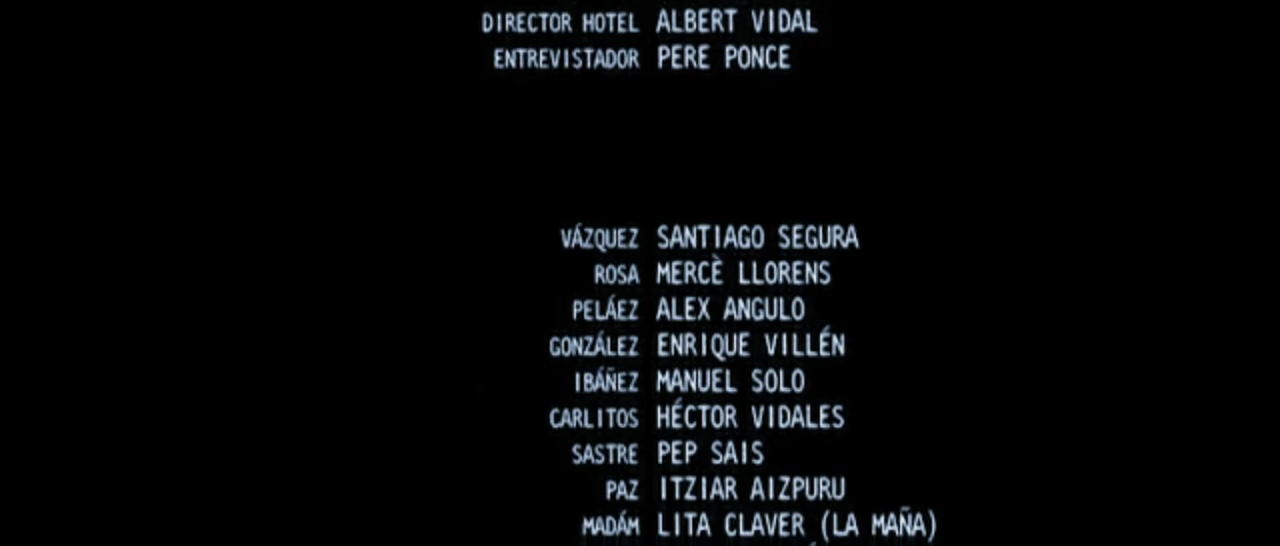 DIRECTOR HOTEL ALBERT VIDAL
ENTREVISTADOR PERE PONCE
VÁZQUEZ SANTIAGO SEGURA
ROSA MERCÈ LLORENS
PELÁEZ ALEX ANGULO
GONZÁLEZ ENRIQUE VILLÉN
IBÁÑEZ MANUEL SOLO
CARLITOS HÉCTOR VIDALES
SASTRE PEP SAIS
PAZ ITZIAR AIZPURU
MADÁM LITA CLAVER (LA MAÑA)